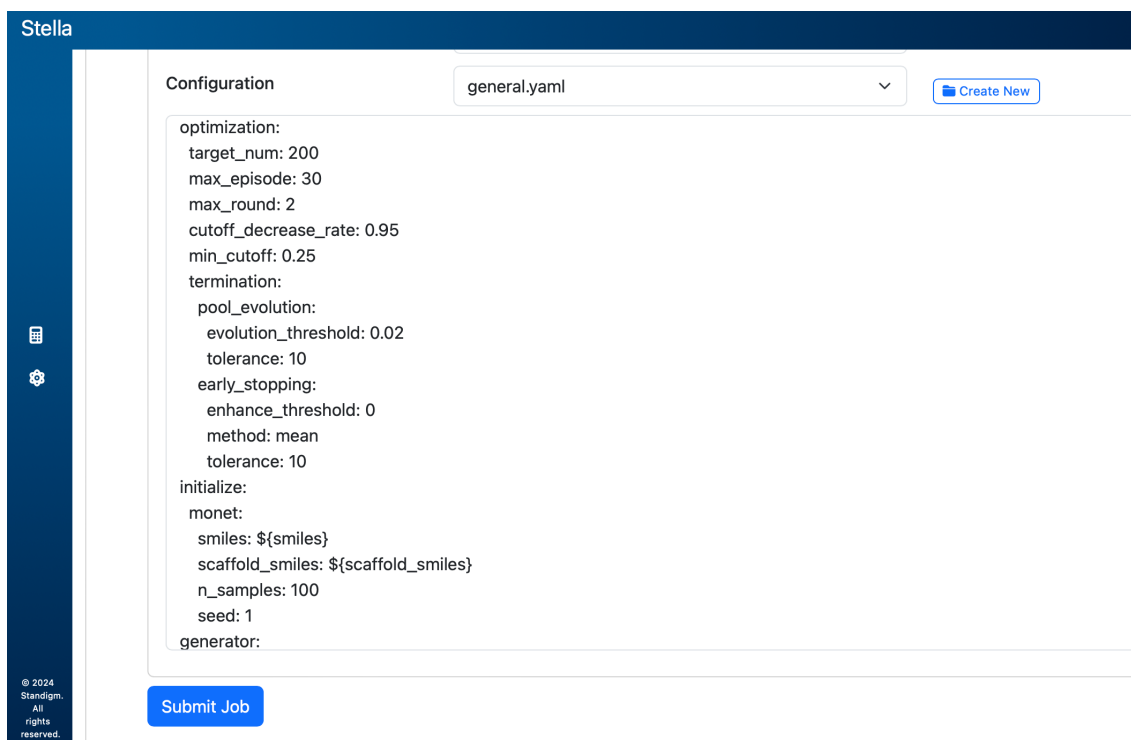 Stella
Configuration
general.yaml
Create New
optimization:
target_num: 200
max_episode: 30
max_round: 2
cutoff_decrease_rate: 0.95
min_cutoff: 0.25
termination:
pool_evolution:
evolution_threshold: 0.02
tolerance: 10
early_stopping:
enhance_threshold: 0
method: mean
tolerance: 10
initialize:
monet:
smiles: ${smiles}
scaffold_smiles: ${scaffold_smiles}
n_samples: 100
seed: 1
generator:
Submit Job
© 2024
Standigm.
All
rights
reserved.